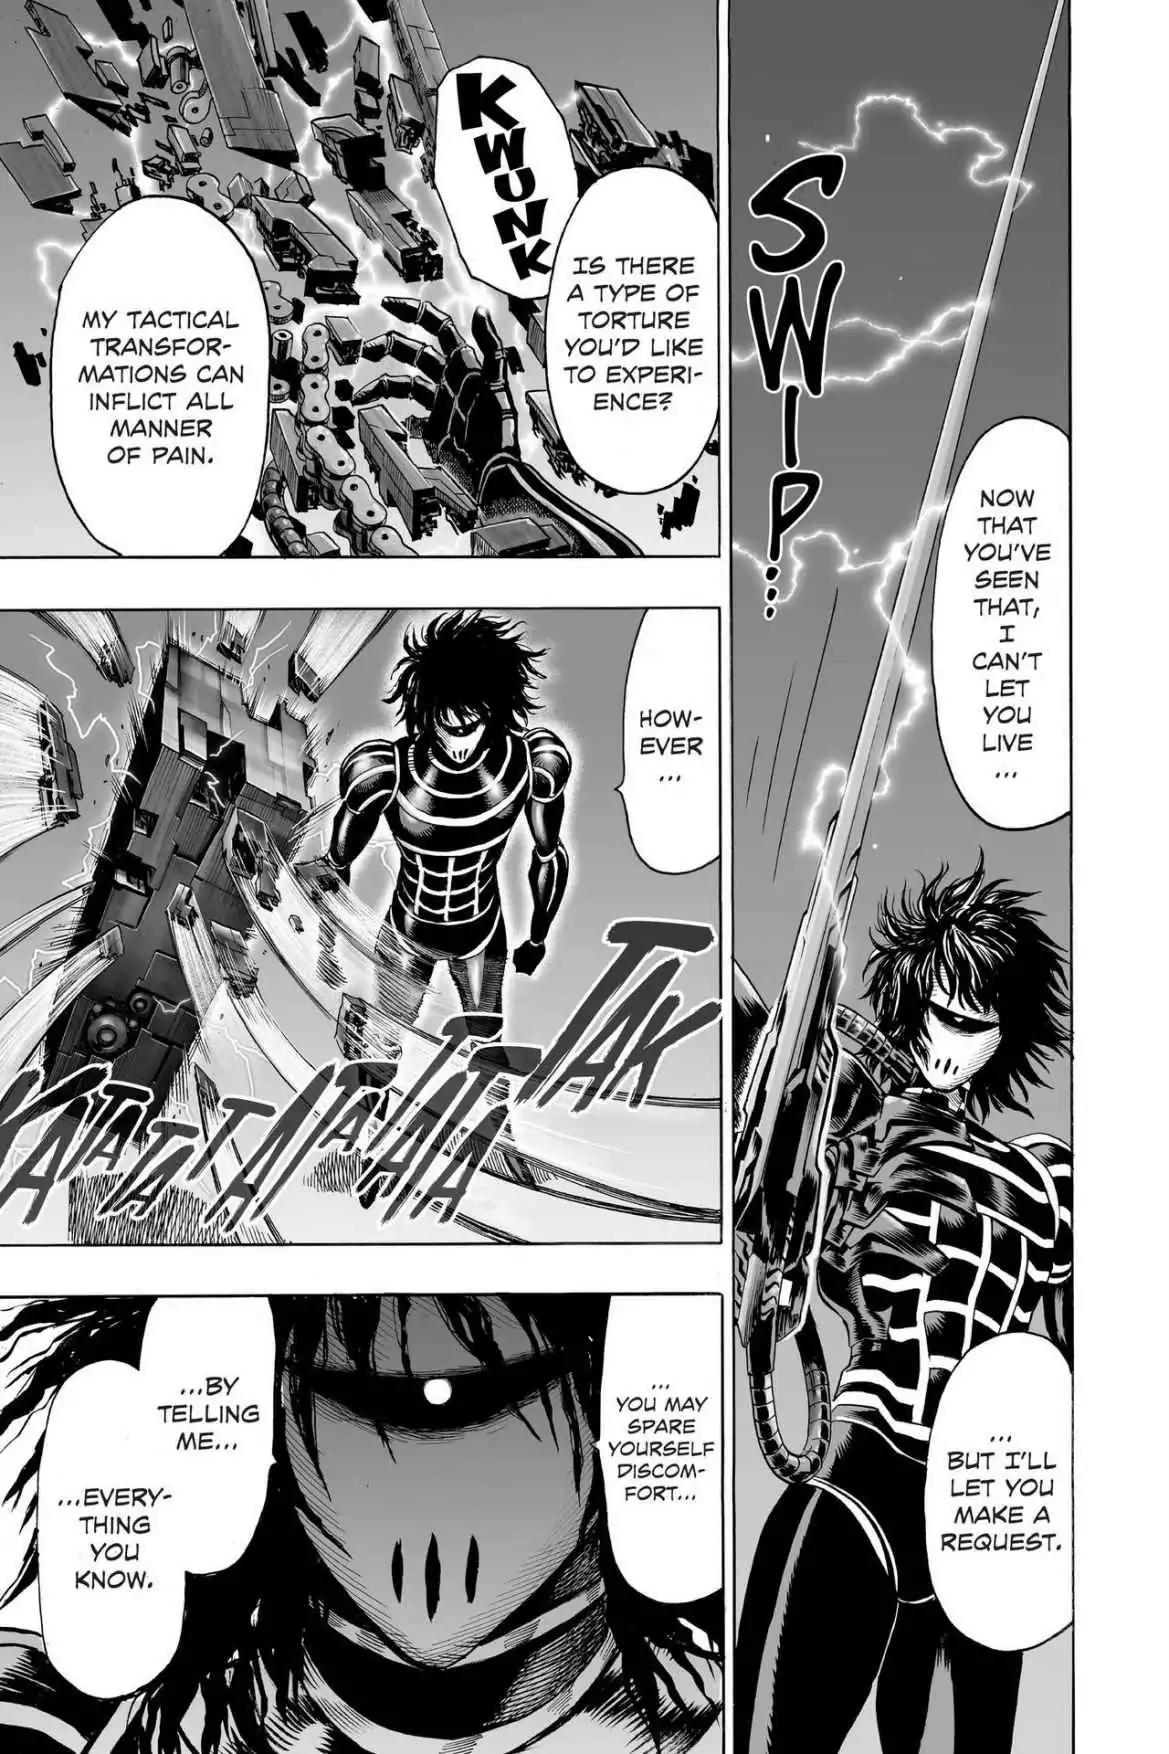 SWIP...
NOW
THAT
YOU'VE
SEEN
THAT,
I
CAN'T
LET
YOU
LIVE
...
...
BUT I'LL
LET YOU
MAKE A
REQUEST.
KWUNK
IS THERE
A TYPE OF
TORTURE
YOU'D LIKE
TO EXPERI-
ENCE?
MY TACTICAL
TRANSFOR-
MATIONS CAN
INFLICT ALL
MANNER
OF PAIN.
HOW-
EVER
...
KATATATATATATATATAK
...
YOU MAY
SPARE
YOURSELF
DISCOM-
FORT...
...BY
TELLING
ME...
...EVERY-
THING
YOU
KNOW.